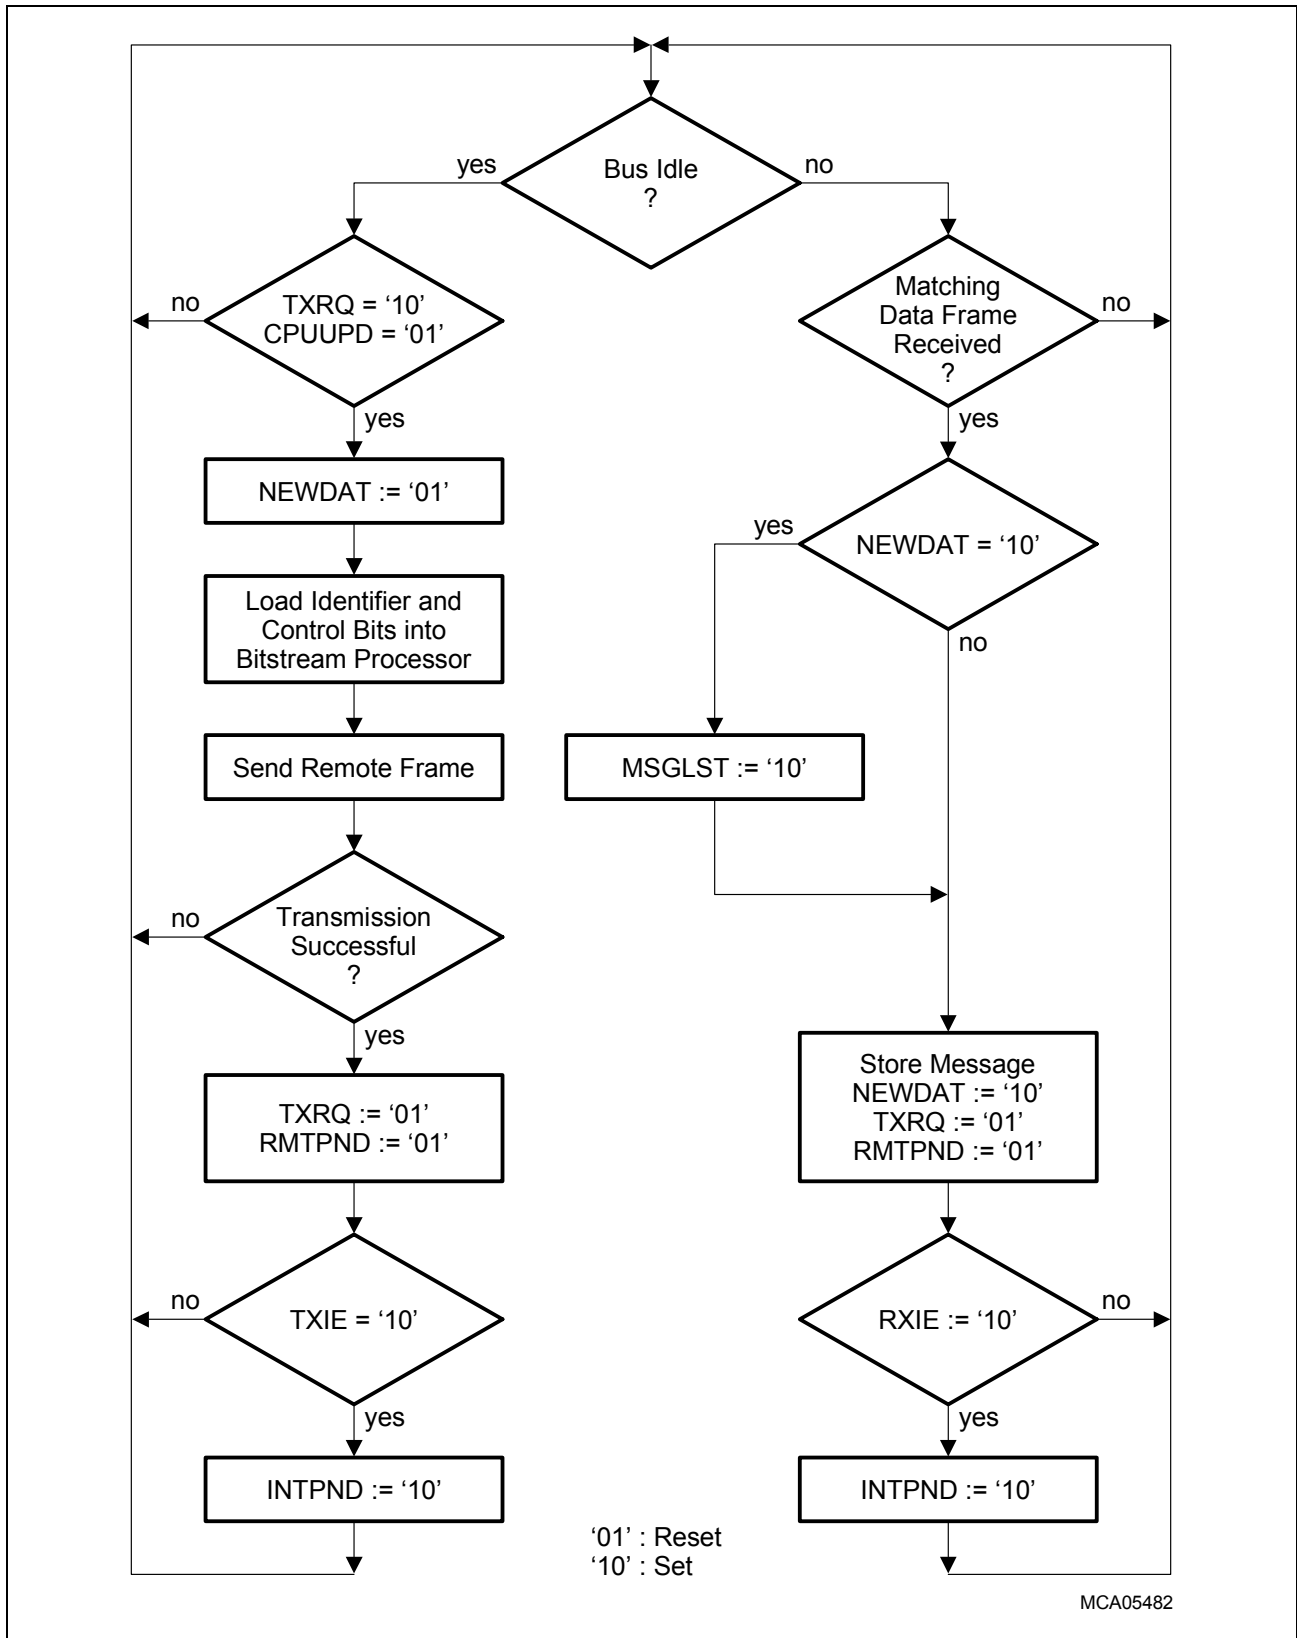 Bus Idle
?
yes
no
TXRQ = ‘10’
CPUUPD = ‘01’
no
yes
NEWDAT := ‘01’
Load Identifier and
Control Bits into
Bitstream Processor
Send Remote Frame
Transmission
Successful
?
no
yes
TXRQ := ‘01’
RMTPND := ‘01’
TXIE = ‘10’
no
yes
INTPND := ‘10’
Matching
Data Frame
Received
?
no
yes
NEWDAT = ‘10’
yes
no
MSGLST := ‘10’
Store Message
NEWDAT := ‘10’
TXRQ := ‘01’
RMTPND := ‘01’
RXIE := ‘10’
no
yes
INTPND := ‘10’
‘01’ : Reset
‘10’ : Set
MCA05482